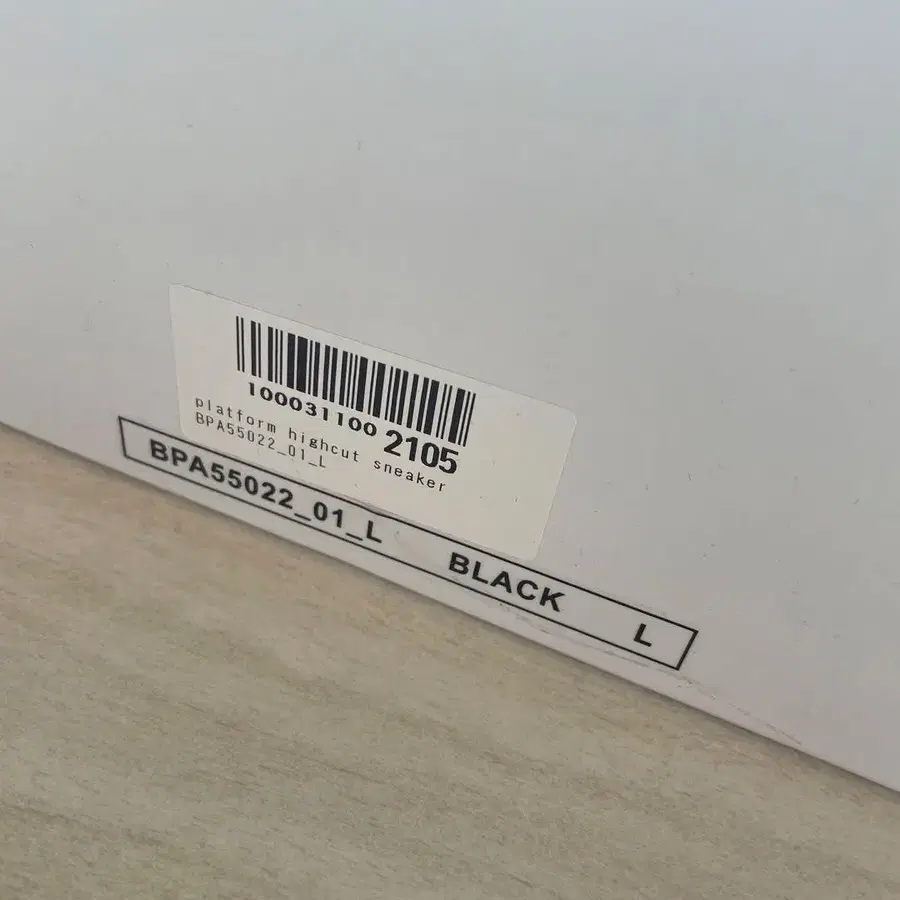 100031100 2105
platform highcut sneaker
BPA55022_01_L
BPA55022_01_L BLACK L